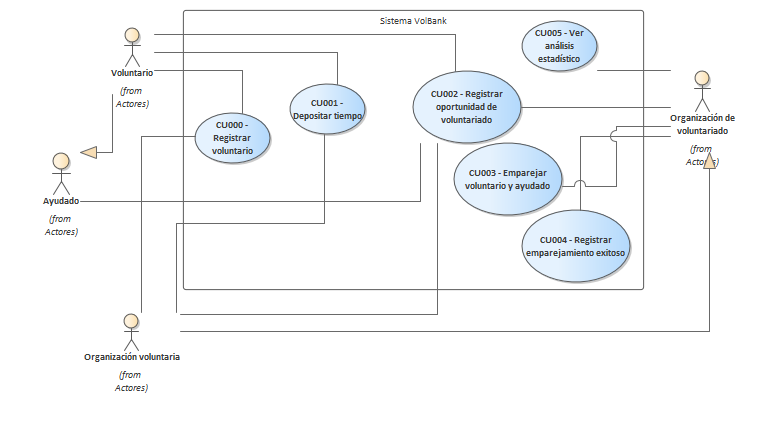 Sistema VolBank
CU005 - Ver
análisis
estadístico
Voluntario
(from
Actores)
CU002 - Registrar
oportunidad de
voluntariado
CU001 -
Depositar tiempo
CU000 -
Registrar
voluntario
Organización de
voluntariado
(from
Actores)
CU003 - Emparejar
voluntario y ayudado
Ayudado
(from
Actores)
CU004 - Registrar
emparejamiento exitoso
Organización voluntaria
(from
Actores)